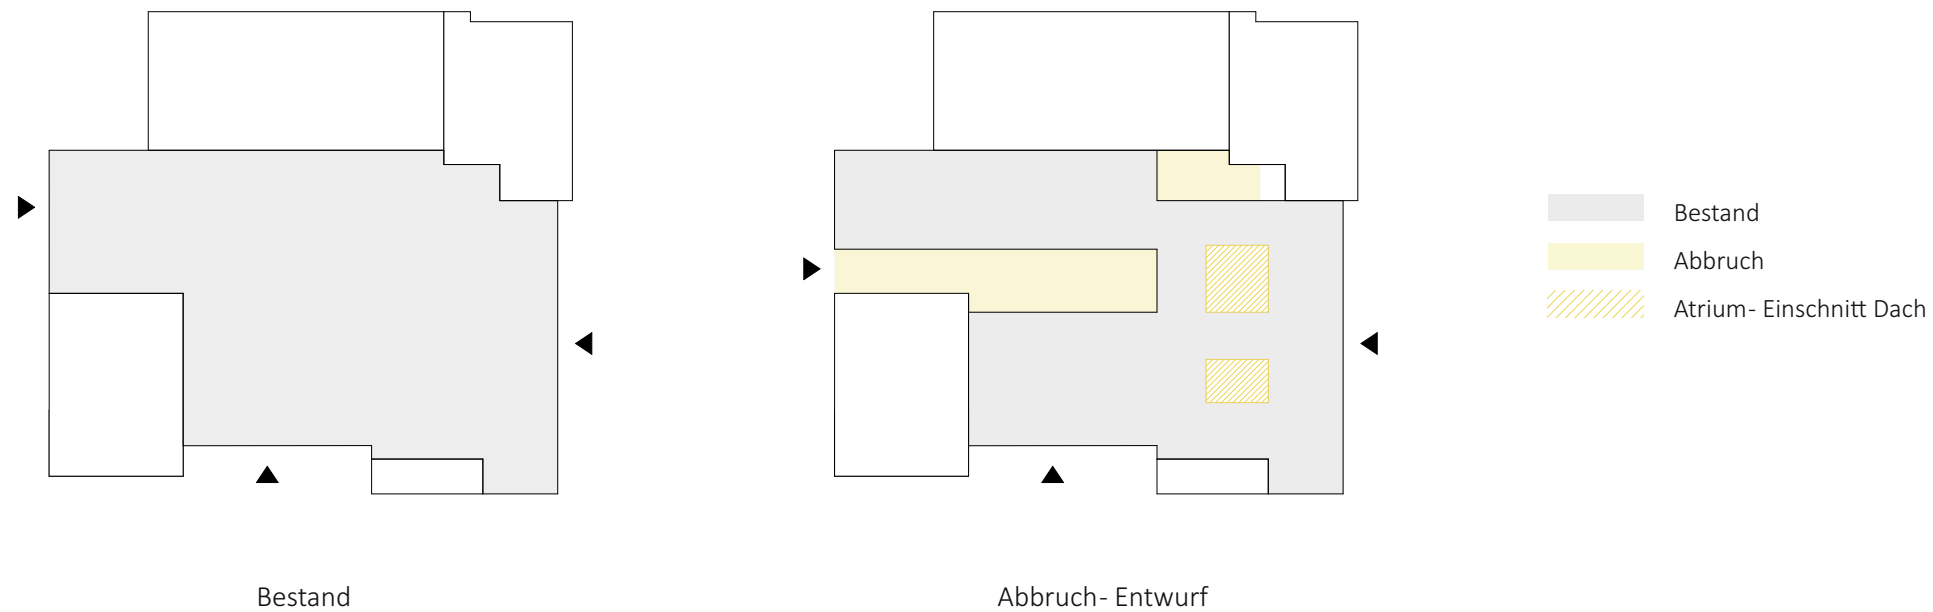 Bestand
Abbruch
Atrium- Einschnitt Dach
Bestand
Abbruch- Entwurf